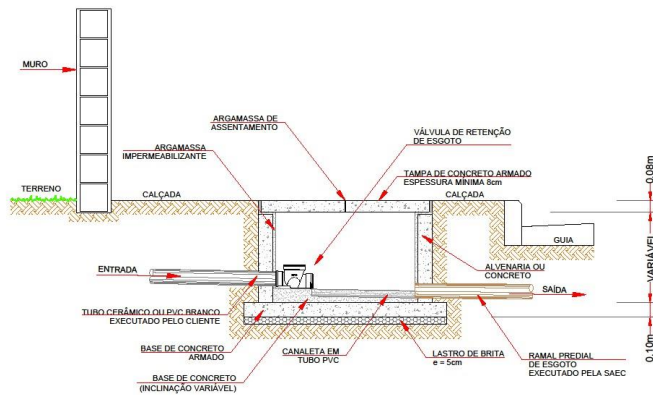 MURO
ARGAMASSA DE
ASSENTAMENTO
VÁLVULA DE RETENÇÃO
DE ESGOTO
ARGAMASSA
IMPERMEABILIZANTE
TAMPA DE CONCRETO ARMADO
ESPESSURA MÍNIMA 8cm
0.08m
TERRENO
CALÇADA
CALÇADA
GUIA
VARIÁVEL
ENTRADA
ALVENARIA OU
CONCRETO
SAÍDA
TUBO CERÂMICO OU PVC BRANCO
EXECUTADO PELO CLIENTE
0.10m
BASE DE CONCRETO
ARMADO
CANALETA EM
TUBO PVC
LASTRO DE BRITA
e = 5cm
RAMAL PREDIAL
DE ESGOTO
EXECUTADO PELA SAEC
BASE DE CONCRETO
(INCLINAÇÃO VARIÁVEL)